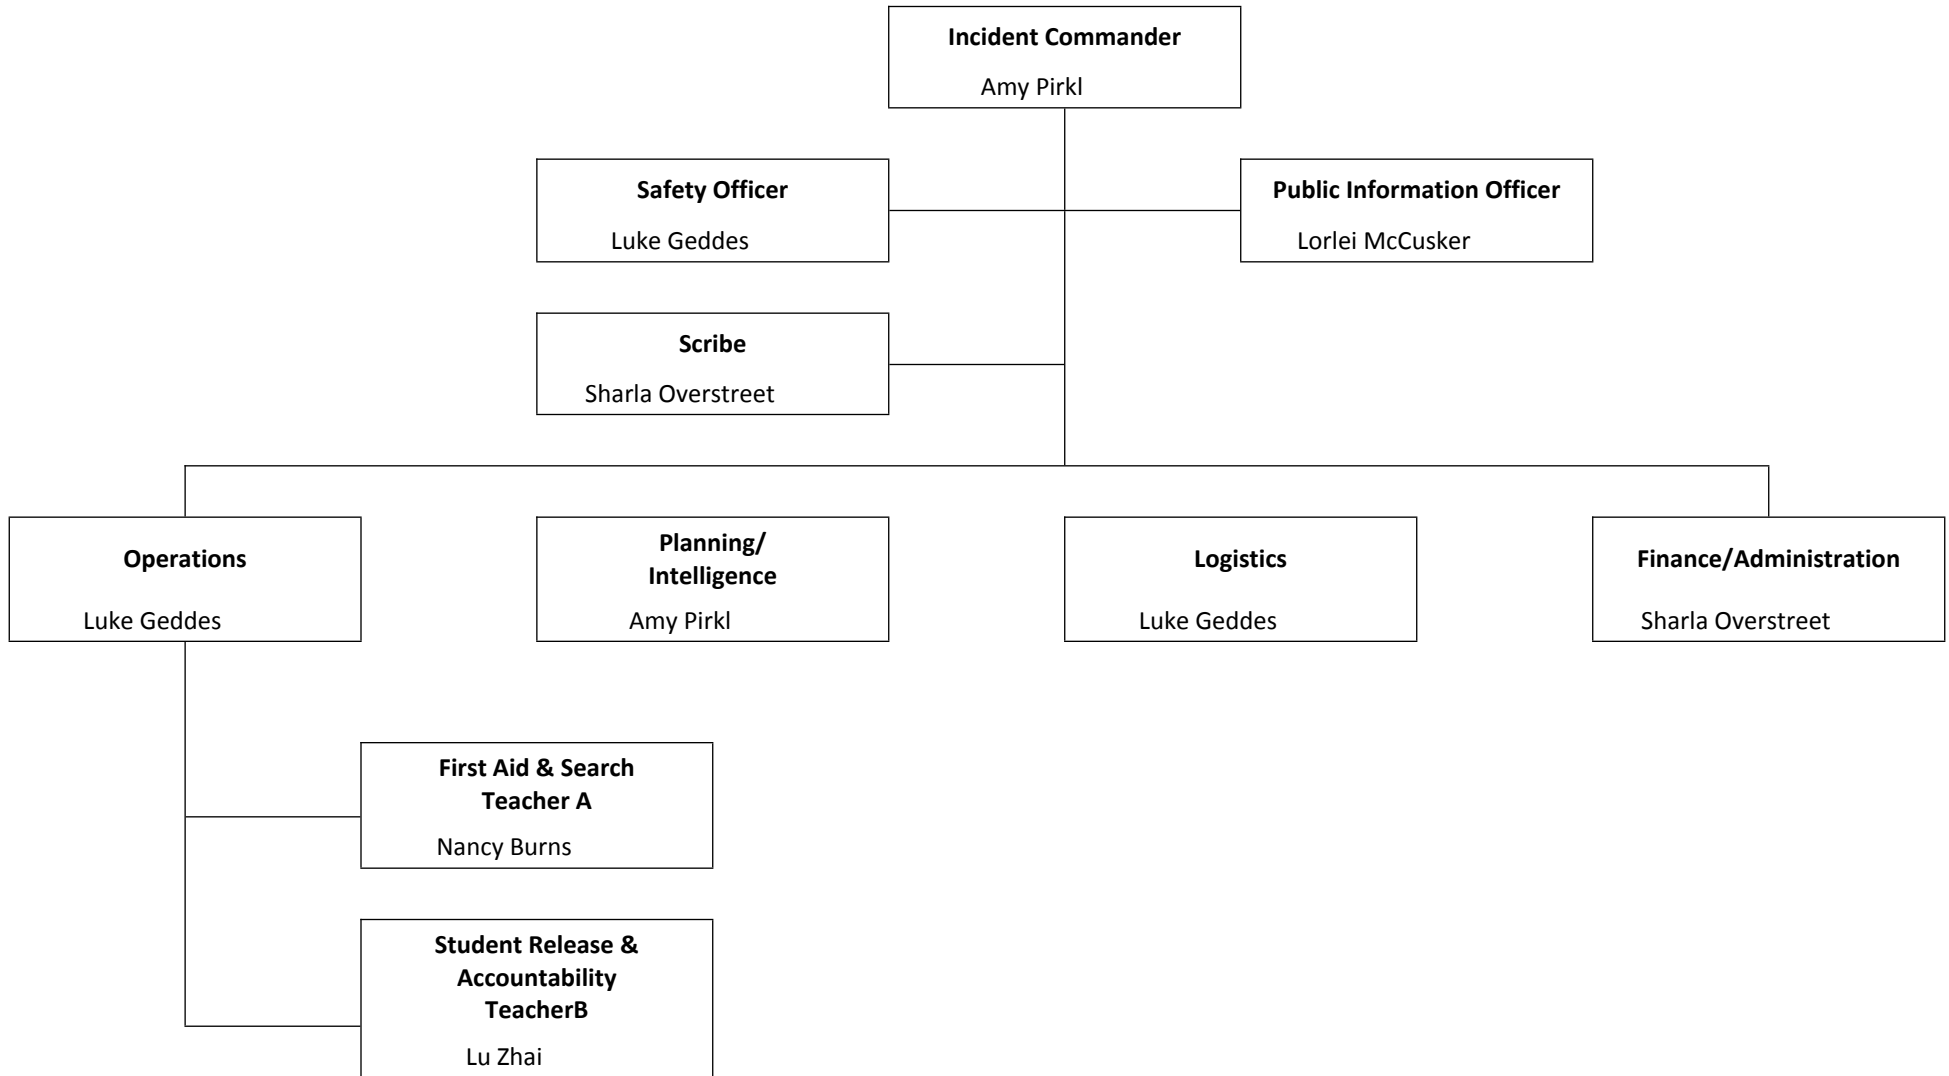 Incident Commander
Amy Pirkl
Safety Officer
Luke Geddes
Public Information Officer
Lorlei McCusker
Scribe
Sharla Overstreet
Operations
Luke Geddes
Planning/
Intelligence
Amy Pirkl
Logistics
Luke Geddes
Finance/Administration
Sharla Overstreet
First Aid & Search
Teacher A
Nancy Burns
Student Release &
Accountability
TeacherB
Lu Zhai